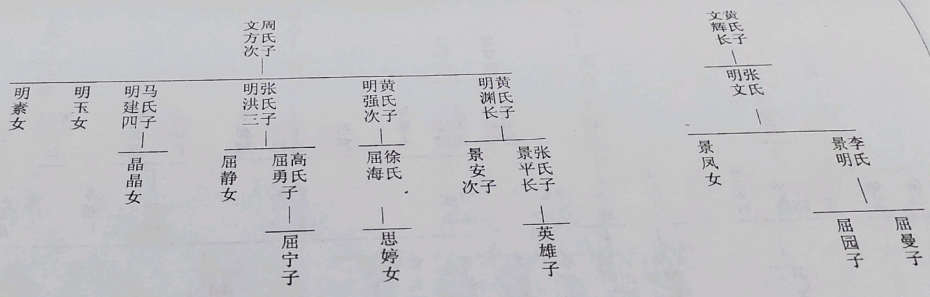 黄氏子
文辉长
周氏子
文方次
张氏
明文
黄氏子
明渊长
黄氏子
明强次
张氏子
明洪三
马氏子
明建四
明玉女
明素女
李氏
景明
景凤女
张氏子
景平长
子
景安次
徐氏
屈海
高氏子
屈勇
屈静女
晶晶女
屈曼子
屈园子
英雄子
思婷女
屈宁子